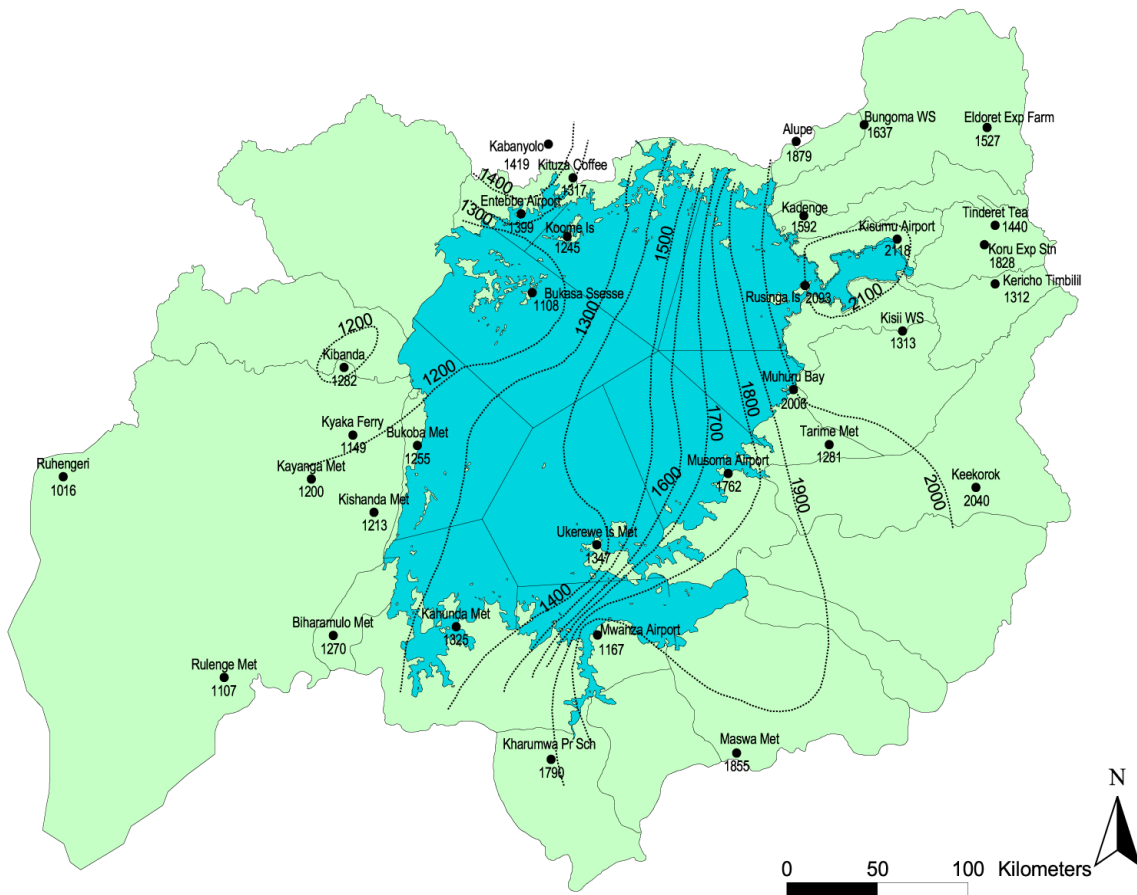 Bungoma WS
1637
Eldoret Exp Farm
1527
Alupe
1879
Kabanyolo
1419
Kituza Coffee
1317
1400
Entebbe Airport
1399
1300
Koome Is
1245
1500
Kadenge
1592
Kisumu Airport
2118
Tinderet Tea
1440
Koru Exp Stn
1828
Kericho Timbilil
1312
Bukasa Ssesse
1108
Rusinga Is 2093
2100
1300
1200
Kisii WS
1313
Kibanda
1282
1200
Muhuru Bay
2006
1800
1700
Kyaka Ferry
1149
Bukoba Met
1255
Tarime Met
1281
Ruhengeri
1016
Kayanga Met
1200
Musoma Airport
1762
1600
1900
2000
Keekorok
2040
Kishanda Met
1213
Ukerewe Is Met
1347
1400
Biharamulo Met
1270
Kahunda Met
1325
Mwanza Airport
1167
Rulenge Met
1107
Kharumwa Pr Sch
1790
Maswa Met
1855
N
0 50 100 Kilometers